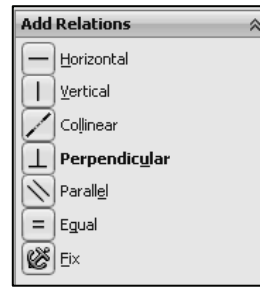 Add Relations
Horizontal
Vertical
Collinear
Perpendicular
Parallel
Equal
Fix